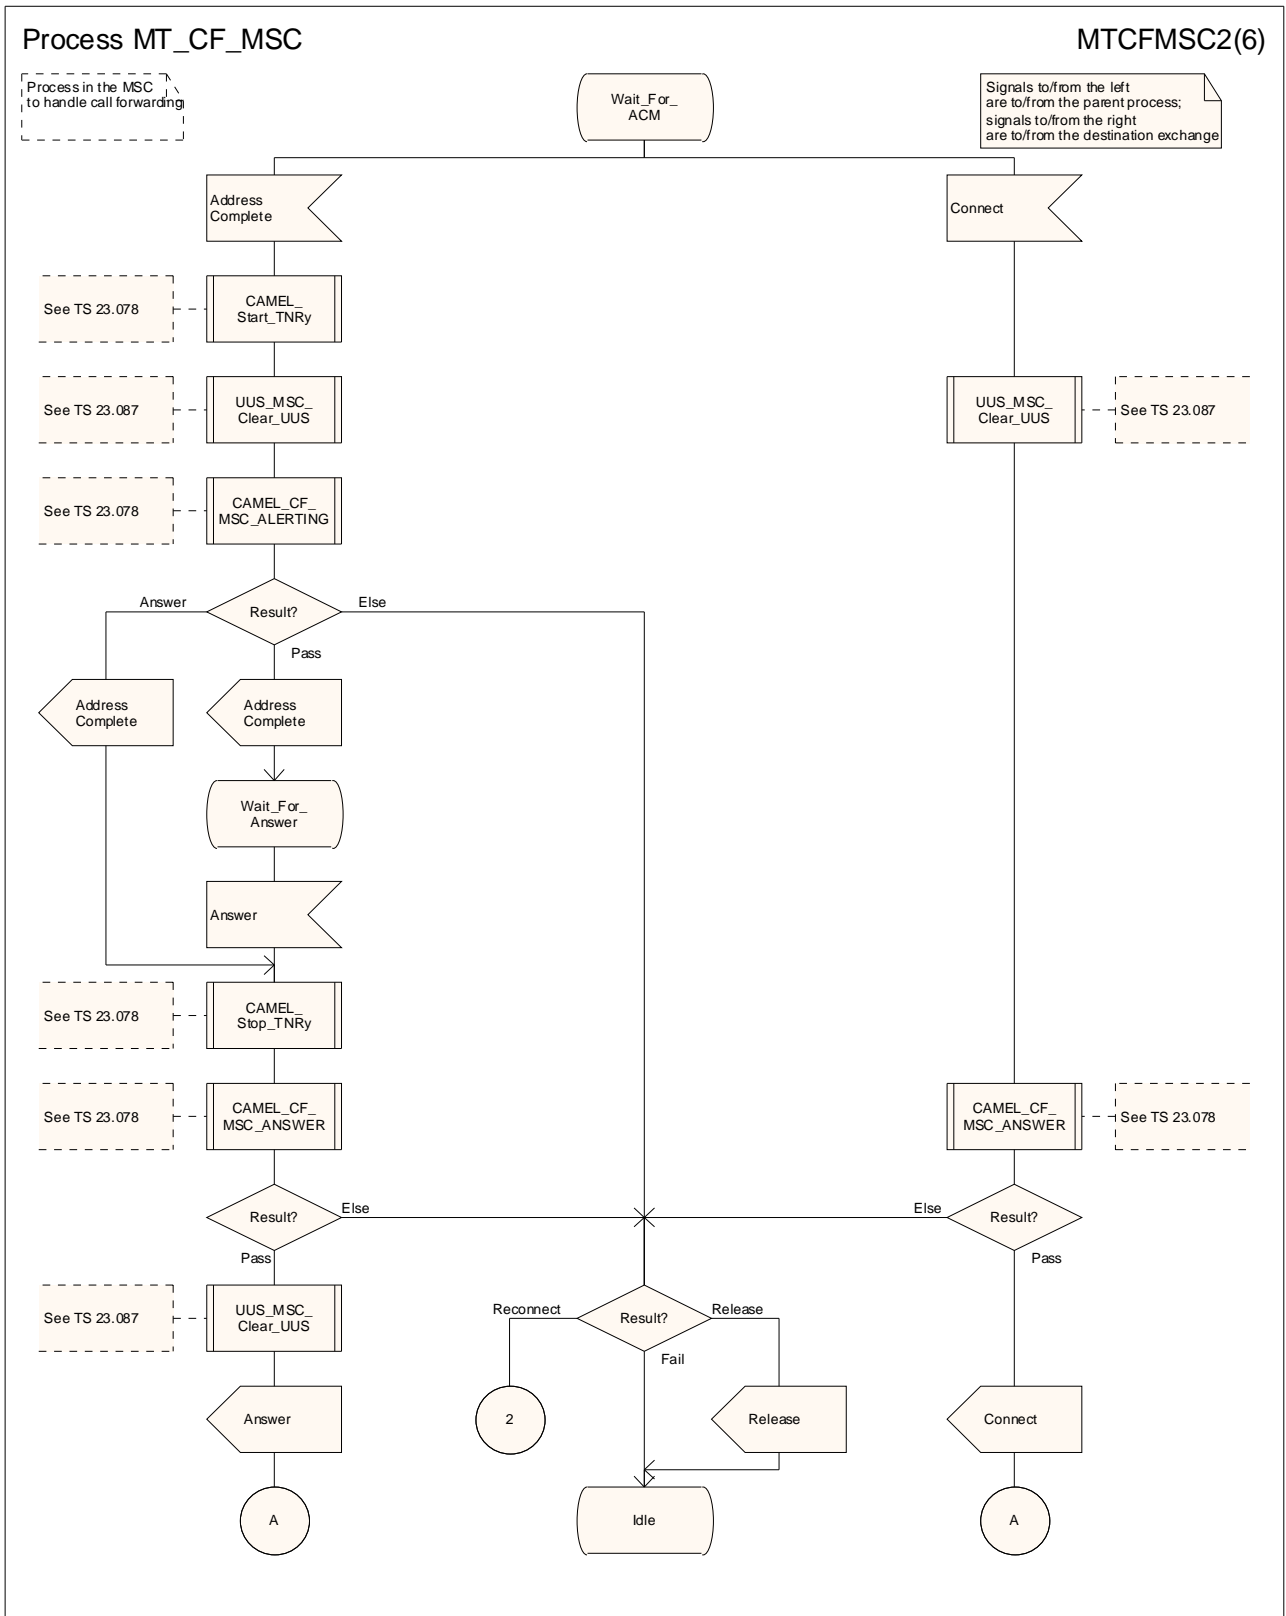 Process MT_CF_MSC
MTCFMSC2(6)
Process in the MSC
to handle call forwarding
Wait_For_
ACM
Signals to/from the left
are to/from the parent process;
signals to/from the right
are to/from the destination exchange
Address
Complete
Connect
See TS 23.078
CAMEL_
Start_TNRy
See TS 23.087
UUS_MSC_
Clear_UUS
UUS_MSC_
Clear_UUS
See TS 23.087
See TS 23.078
CAMEL_CF_
MSC_ALERTING
Answer
Result?
Else
Pass
Address
Complete
Address
Complete
Wait_For_
Answer
Answer
See TS 23.078
CAMEL_
Stop_TNRy
See TS 23.078
CAMEL_CF_
MSC_ANSWER
CAMEL_CF_
MSC_ANSWER
See TS 23.078
Result?
Else
Else
Result?
Pass
Pass
See TS 23.087
UUS_MSC_
Clear_UUS
Reconnect
Result?
Release
Fail
Answer
2
Release
Connect
A
Idle
A